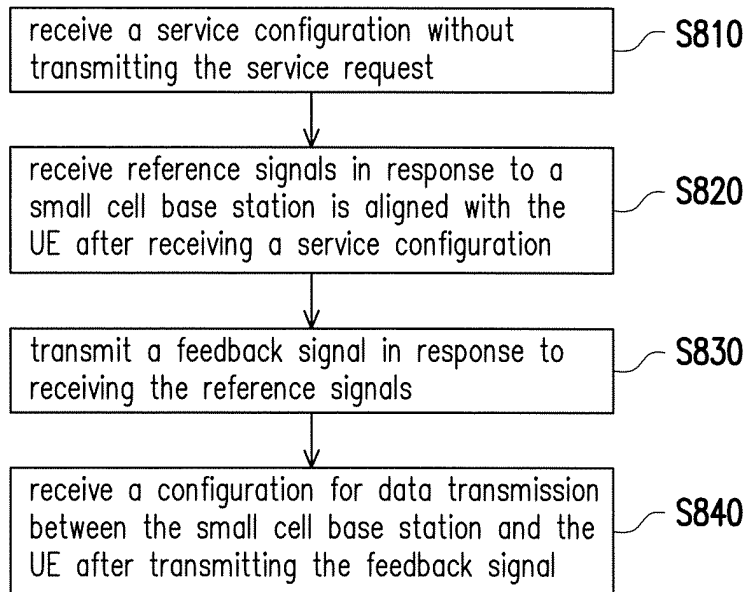 receive a service configuration without
transmitting the service request
S810
receive reference signals in response to a
small cell base station is aligned with the
UE after receiving a service configuration
S820
transmit a feedback signal in response to
receiving the reference signals
S830
receive a configuration for data transmission
between the small cell base station and the
UE after transmitting the feedback signal
S840